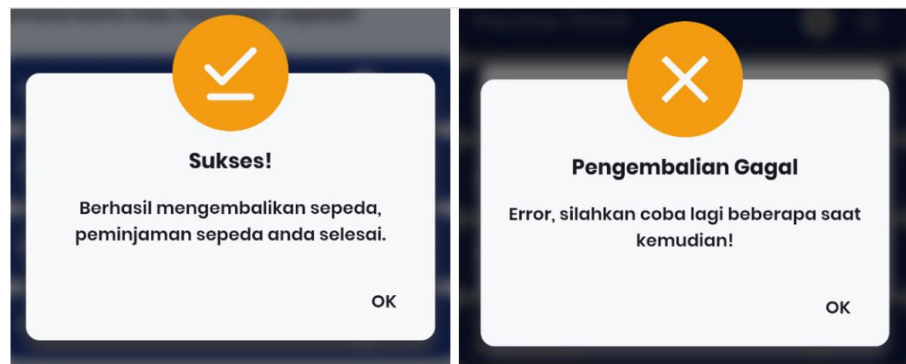 Sukses!
Berhasil mengembalikan sepeda,
peminjaman sepeda anda selesai.
OK
Pengembalian Gagal
Error, silahkan coba lagi beberapa saat
kemudian!
OK